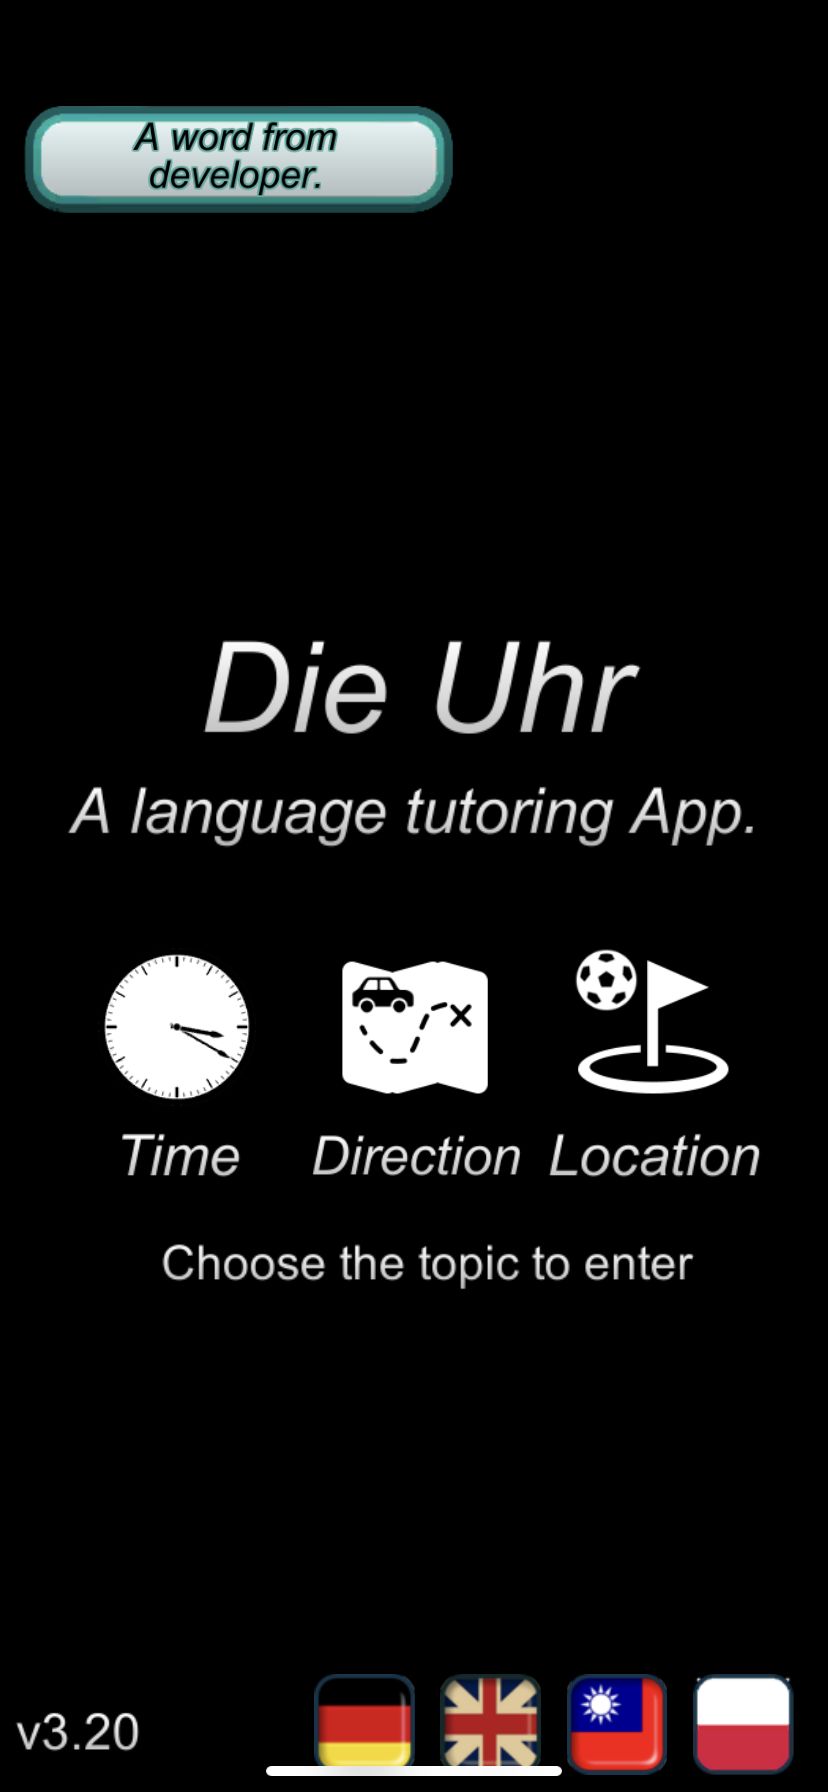 A word from
developer.
Die Uhr
A language tutoring App.
Time
Direction
Location
Choose the topic to enter
v3.20